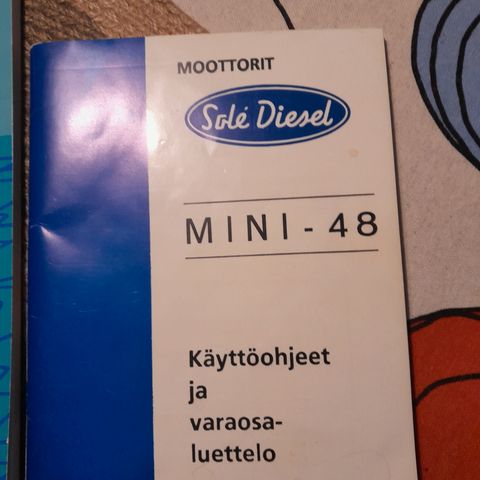 MOOTTORIT
Solé Diesel
MINI - 48
Käyttöohjeet
ja
varaosa-
luettelo